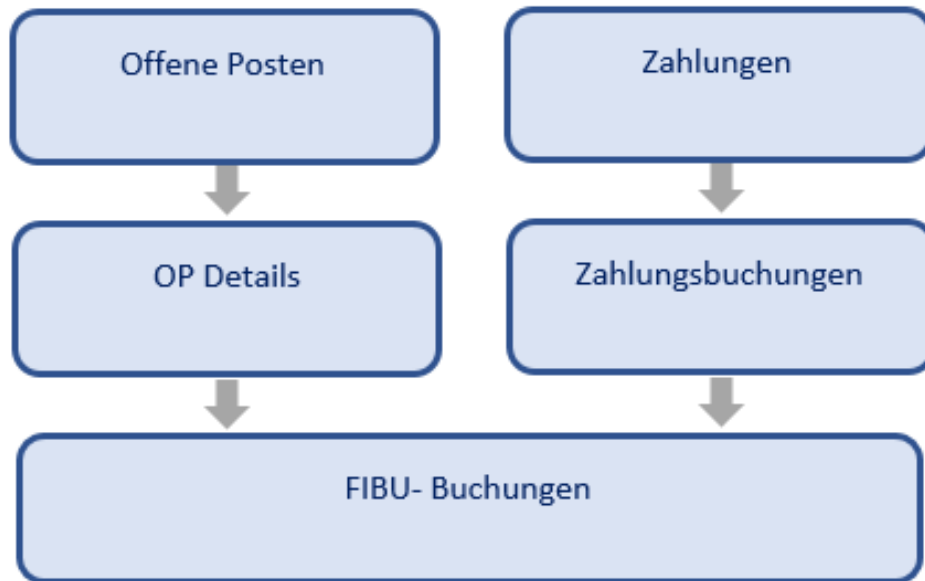 Offene Posten
Zahlungen
OP Details
Zahlungsbuchungen
FIBU- Buchungen